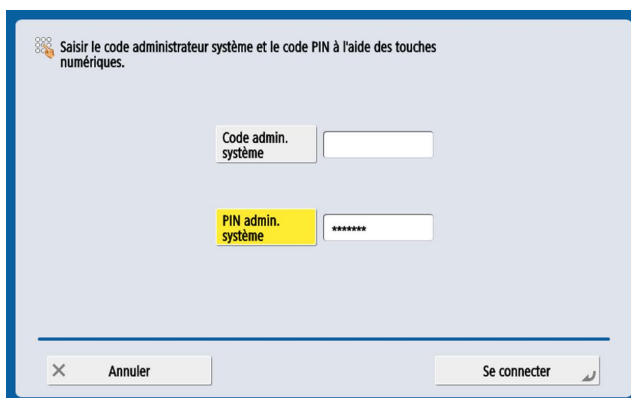 Saisir le code administrateur système et le code PIN à l'aide des touches
numériques.
Code admin.
système
PIN admin.
système
*******
Annuler
Se connecter